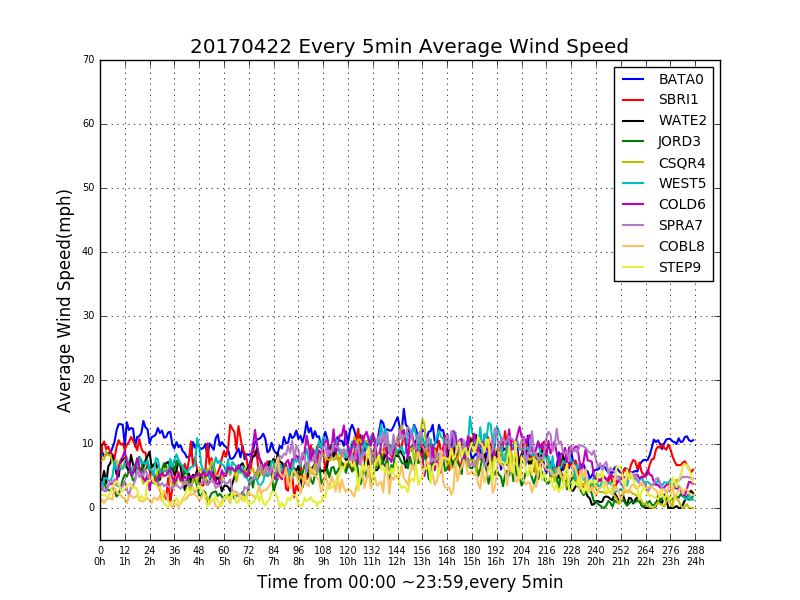 20170422 Every 5min Average Wind Speed
70
60
50
40
30
20
10
0
Average Wind Speed(mph)
BATA0
SBRI1
WATE2
JORD3
CSQR4
WEST5
COLD6
SPRA7
COBL8
STEP9
0 12 24 36 48 60 72 84 96 108 120 132 144 156 168 180 192 204 216 228 240 252 264 276 288
0h 1h 2h 3h 4h 5h 6h 7h 8h 9h 10h 11h 12h 13h 14h 15h 16h 17h 18h 19h 20h 21h 22h 23h 24h
Time from 00:00 ~23:59,every 5min